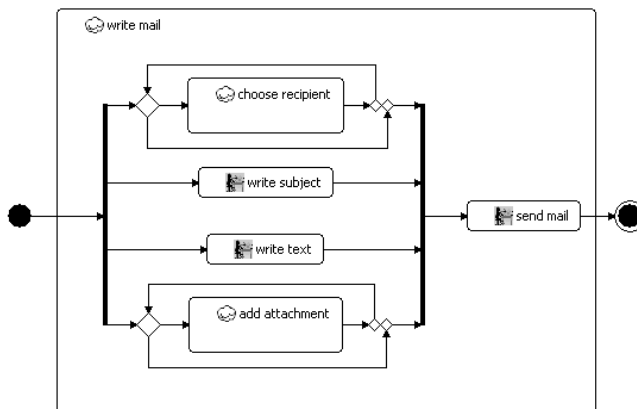 write mail
choose recipient
write subject
send mail
write text
add attachment